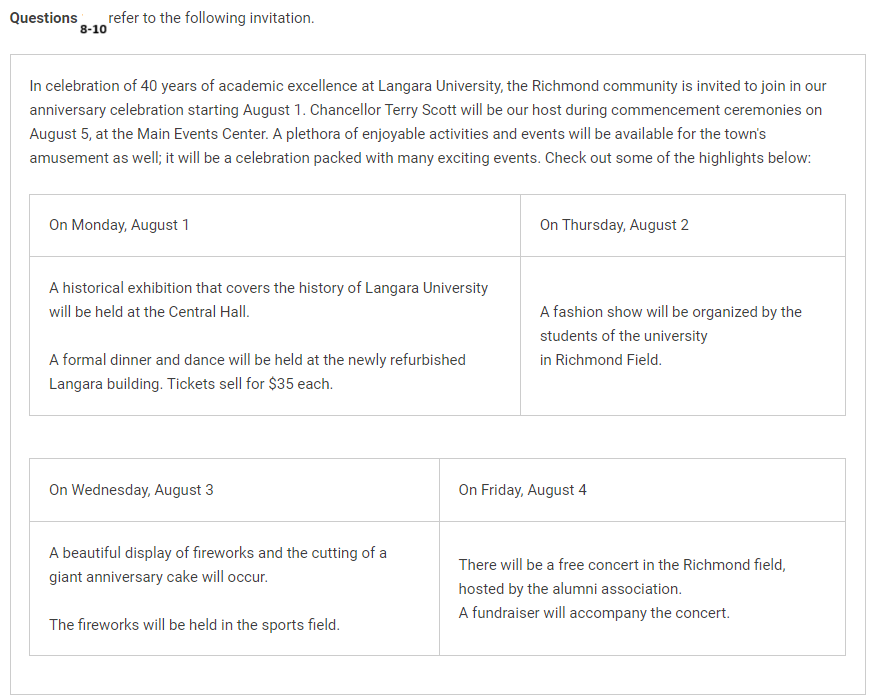 Questions 8-10 refer to the following invitation.
In celebration of 40 years of academic excellence at Langara University, the Richmond community is invited to join in our
anniversary celebration starting August 1. Chancellor Terry Scott will be our host during commencement ceremonies on
August 5, at the Main Events Center. A plethora of enjoyable activities and events will be available for the town's
amusement as well; it will be a celebration packed with many exciting events. Check out some of the highlights below:
On Monday, August 1
A historical exhibition that covers the history of Langara University
will be held at the Central Hall.
A formal dinner and dance will be held at the newly refurbished
Langara building. Tickets sell for $35 each.
On Thursday, August 2
A fashion show will be organized by the
students of the university
in Richmond Field.
On Wednesday, August 3
A beautiful display of fireworks and the cutting of a
giant anniversary cake will occur.
The fireworks will be held in the sports field.
On Friday, August 4
There will be a free concert in the Richmond field,
hosted by the alumni association.
A fundraiser will accompany the concert.